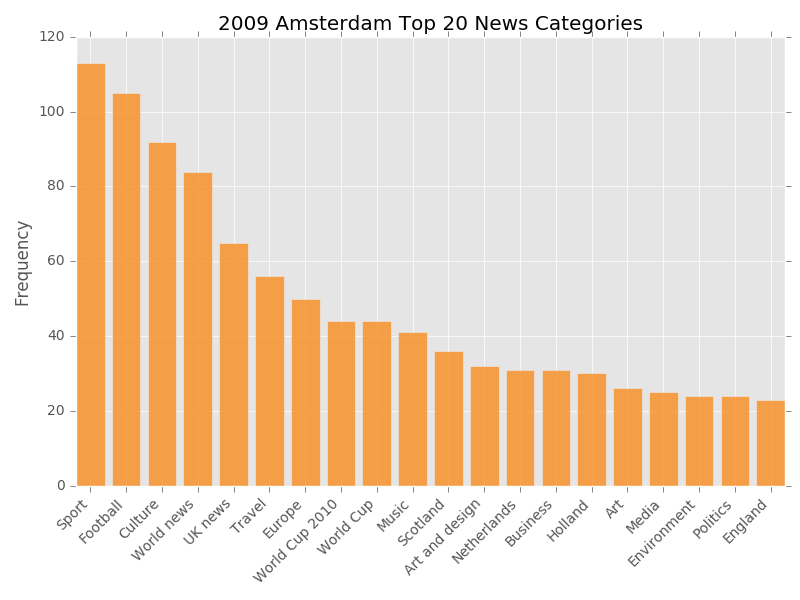 2009 Amsterdam Top 20 News Categories
120
100
80
60
40
20
0
Frequency
Sport
Football
Culture
World news
UK news
Travel
Europe
World Cup 2010
World Cup
Music
Scotland
Art and design
Netherlands
Business
Holland
Art
Media
Environment
Politics
England